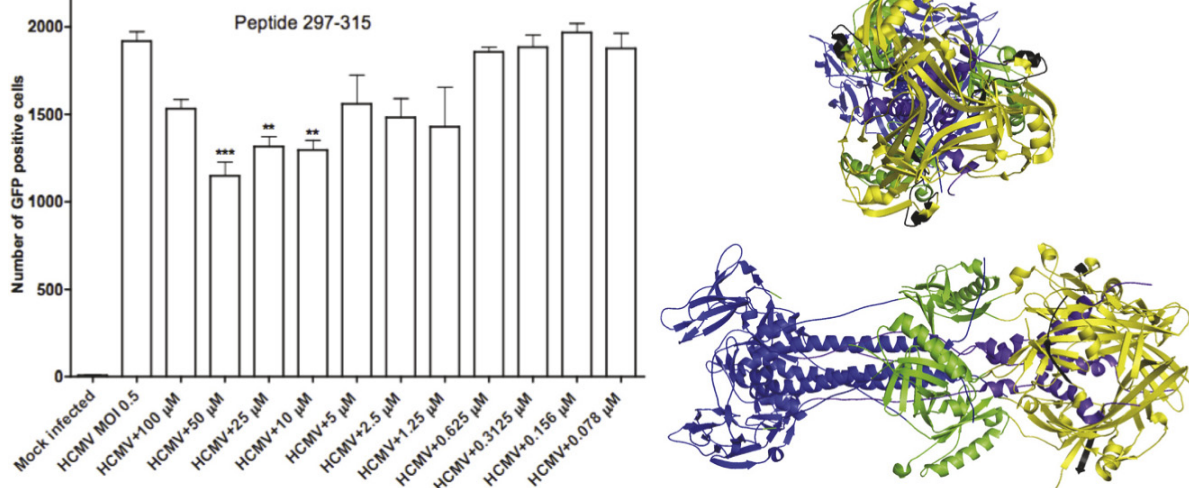 Peptide 297-315
Number of GFP positive cells
2000
1500
1000
500
0
***
**
**
Mock infected
HCMV MOI 0.5
HCMV+100 μM
HCMV+50 μM
HCMV+25 μM
HCMV+10 μM
HCMV+5 μM
HCMV+2.5 μM
HCMV+1.25 μM
HCMV+0.625 μM
HCMV+0.3125 μM
HCMV+0.156 μM
HCMV+0.078 μM